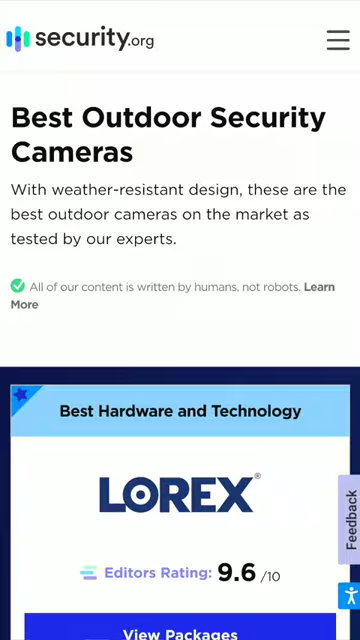 security.org
Best Outdoor Security
Cameras
With weather-resistant design, these are the
best outdoor cameras on the market as
tested by our experts.
All of our content is written by humans, not robots. Learn
More
Best Hardware and Technology
LOREX®
Feedback
Editors Rating: 9.6 /10
View Packages